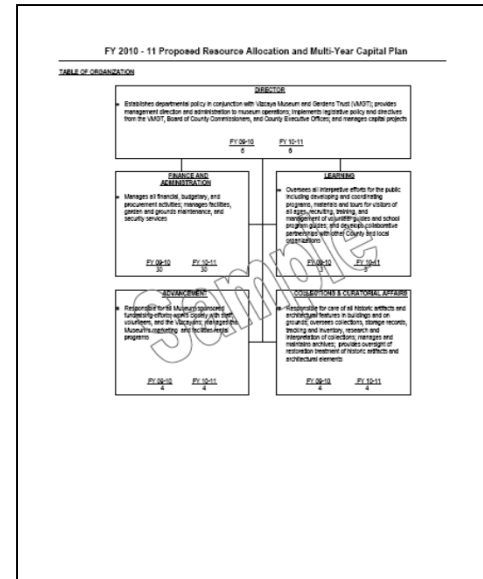 FY 2010 - 11 Proposed Resource Allocation and Multi-Year Capital Plan
TABLE OF ORGANIZATION
DIRECTOR
Establishes departmental policy in conjunction with Vizcaya Museum and Gardens Trust (VMGT); provides
management direction and administration to museum operations; implements legislative policy and directives
from the VMGT, Board of County Commissioners, and County Executive Offices; and manages capital projects
FY 09-10 FY 10-11
6 6
FINANCE AND
ADMINISTRATION
Manages all financial, budgetary, and
procurement activities; manages facilities,
garden and grounds maintenance, and
security services
FY 09-10 FY 10-11
30 30
LEARNING
Oversees all interpretive efforts for the public
including developing and coordinating
programs, materials and tours for visitors of
all ages, recruiting, training, and
management of volunteer guides and school
program guides; and develops collaborative
partnerships with other County and local
organizations
FY 09-10 FY 10-11
3 3
ADVANCEMENT
Responsible for all Museum sponsored
fundraising efforts; works closely with staff,
volunteers, and the Vizcayans; manages the
Museum's marketing and facilities rental
programs
FY 09-10 FY 10-11
4 4
COLLECTIONS & CURATORIAL AFFAIRS
Responsible for care of all historic artifacts and
architectural features in buildings and on
grounds; oversees collections, storage records,
tracking and inventory, research and
interpretation of collections; manages and
maintains archives; provides oversight of
restoration treatment of historic artifacts and
architectural elements
FY 09-10 FY 10-11
4 4
Sample